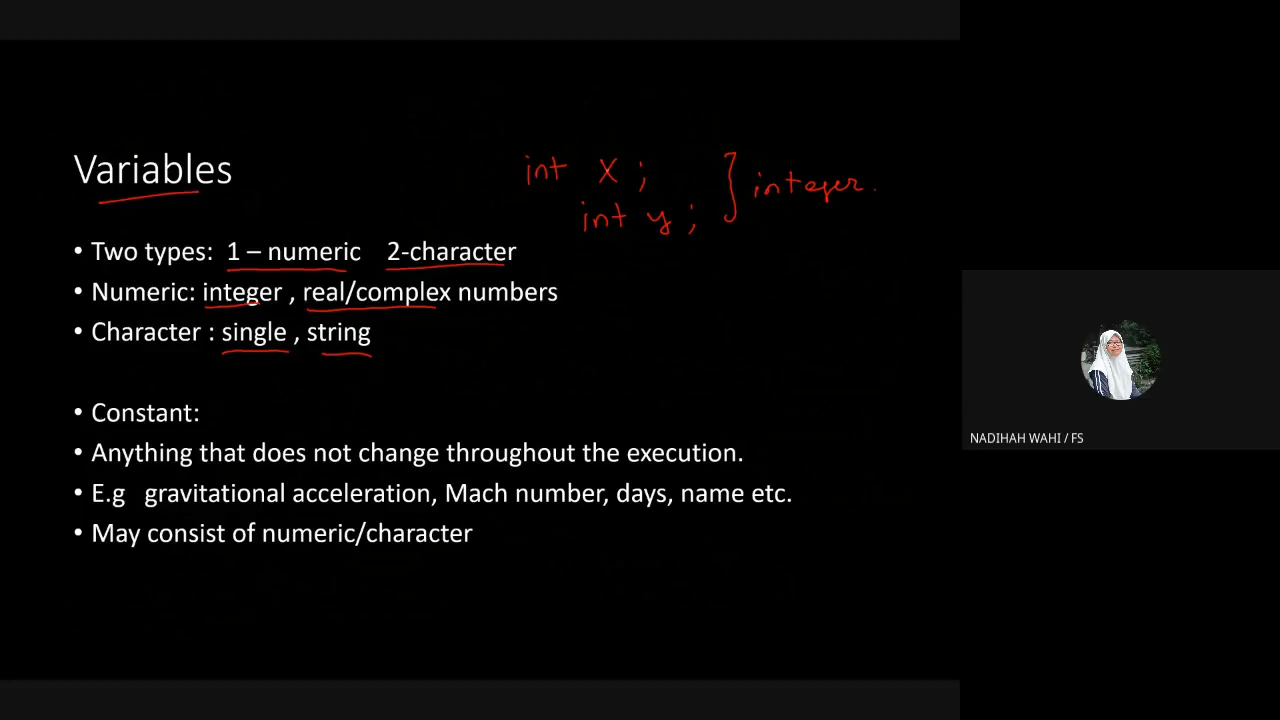 Variables
int x ;
int y ;
} integer.
• Two types: 1 – numeric 2-character
• Numeric: integer , real/complex numbers
• Character : single , string
• Constant:
• Anything that does not change throughout the execution.
• E.g gravitational acceleration, Mach number, days, name etc.
• May consist of numeric/character
NADIHAH WAHI / FS